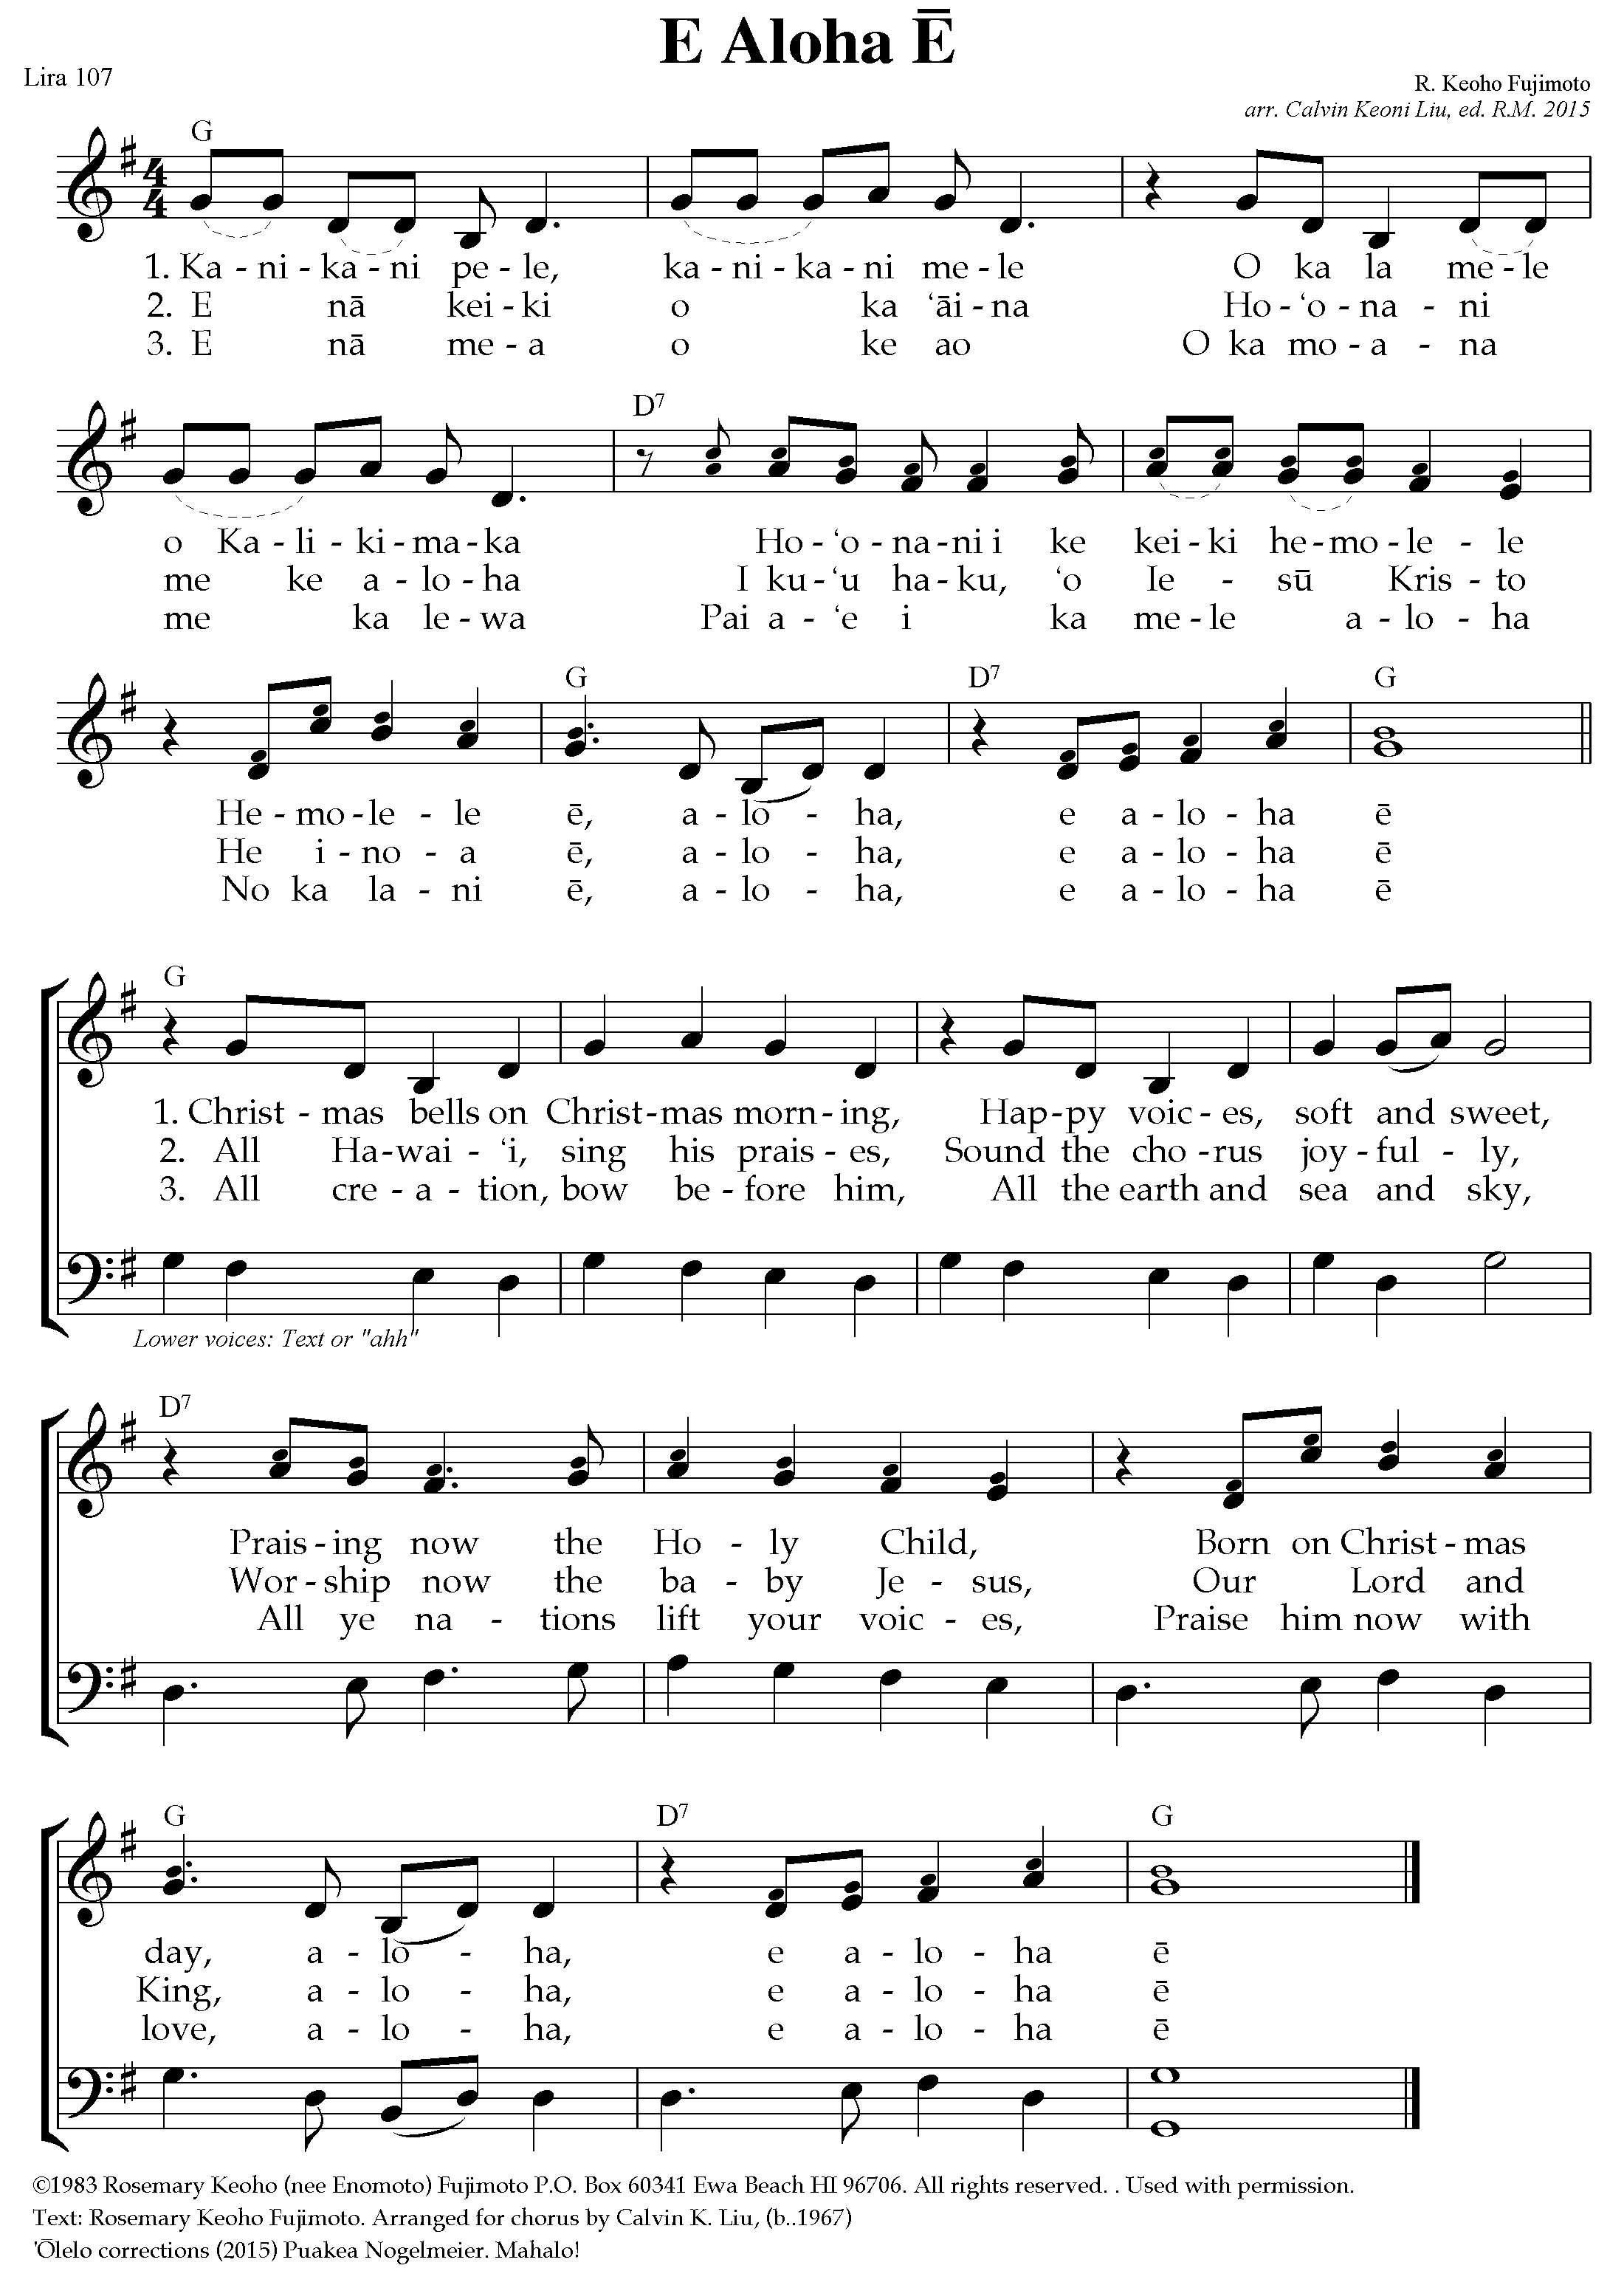 E Aloha Ē
Lira 107
R. Keoho Fujimoto
arr. Calvin Keoni Liu, ed. R.M. 2015
G
1. Ka - ni - ka - ni pe - le, ka - ni - ka - ni me - le O ka la me - le
2. E nā kei - ki o ka ‘āi - na Ho - ‘o - na - ni
3. E nā me - a o ke ao O ka mo - a - na
D7
o Ka - li - ki - ma - ka Ho - ‘o - na - ni i ke kei - ki he - mo - le - le
me ke a - lo - ha I ku - ‘u ha - ku, ‘o Ie - sū Kris - to
me ka le - wa Pai a - ‘e i ka me - le a - lo - ha
G D7 G
He - mo - le - le ē, a - lo - ha, e a - lo - ha ē
He i - no - a ē, a - lo - ha, e a - lo - ha ē
No ka la - ni ē, a - lo - ha, e a - lo - ha ē
G
1. Christ - mas bells on Christ - mas morn - ing, Hap - py voic - es, soft and sweet,
2. All Ha - wai - ‘i, sing his prais - es, Sound the cho - rus joy - ful - ly,
3. All cre - a - tion, bow be - fore him, All the earth and sea and sky,
Lower voices: Text or "ahh"
D7
Prais - ing now the Ho - ly Child, Born on Christ - mas
Wor - ship now the ba - by Je - sus, Our Lord and
All ye na - tions lift your voic - es, Praise him now with
G D7 G
day, a - lo - ha, e a - lo - ha ē
King, a - lo - ha, e a - lo - ha ē
love, a - lo - ha, e a - lo - ha ē
©1983 Rosemary Keoho (nee Enomoto) Fujimoto P.O. Box 60341 Ewa Beach HI 96706. All rights reserved. . Used with permission.
Text: Rosemary Keoho Fujimoto. Arranged for chorus by Calvin K. Liu, (b..1967)
'Ōlelo corrections (2015) Puakea Nogelmeier. Mahalo!